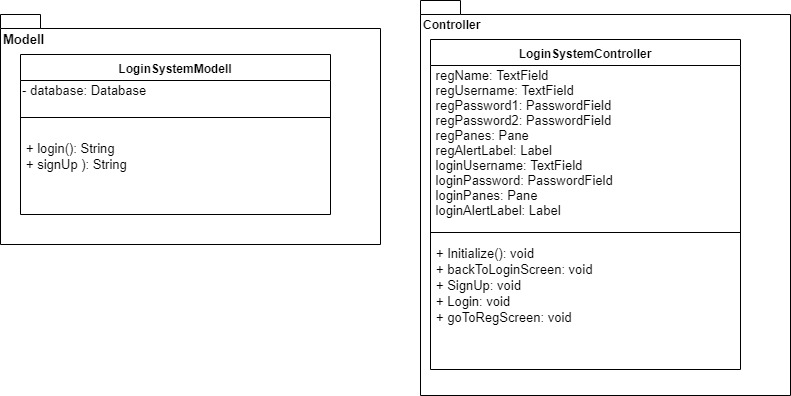 Modell
LoginSystemModell
- database: Database
+ login(): String
+ signUp ): String
Controller
LoginSystemController
regName: TextField
regUsername: TextField
regPassword1: PasswordField
regPassword2: PasswordField
regPanes: Pane
regAlertLabel: Label
loginUsername: TextField
loginPassword: PasswordField
loginPanes: Pane
loginAlertLabel: Label
+ Initialize(): void
+ backToLoginScreen: void
+ SignUp: void
+ Login: void
+ goToRegScreen: void